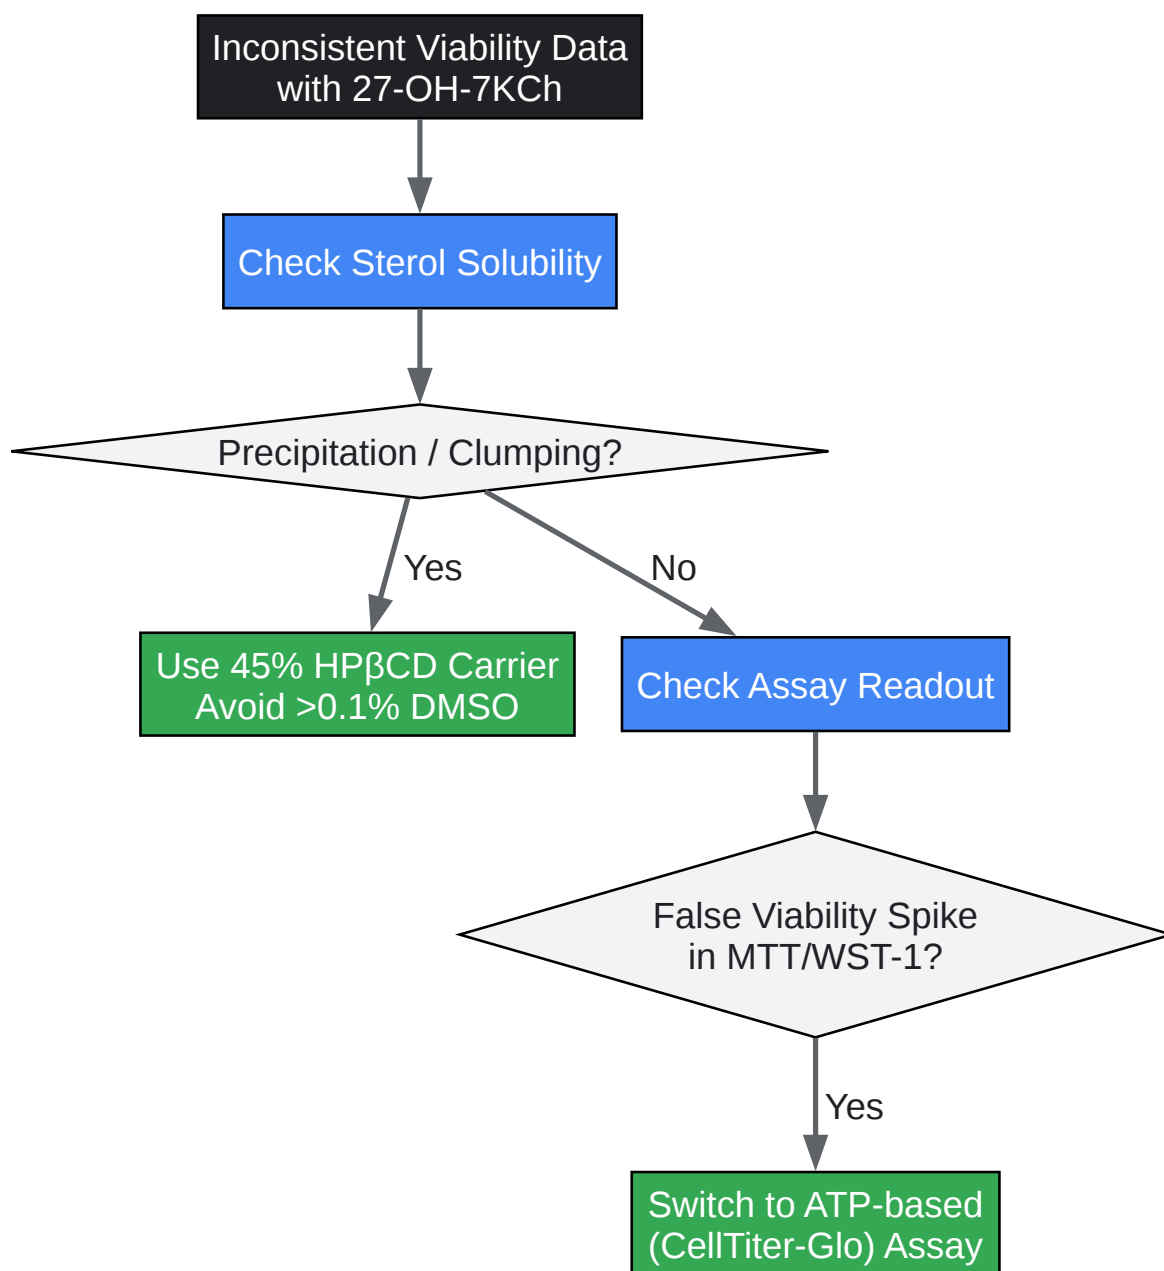 Inconsistent Viability Data
with 27-OH-7KCh
Check Sterol Solubility
Precipitation / Clumping?
Yes
No
Use 45% HPβCD Carrier
Avoid >0.1% DMSO
Check Assay Readout
False Viability Spike
in MTT/WST-1?
Yes
Switch to ATP-based
(CellTiter-Glo) Assay